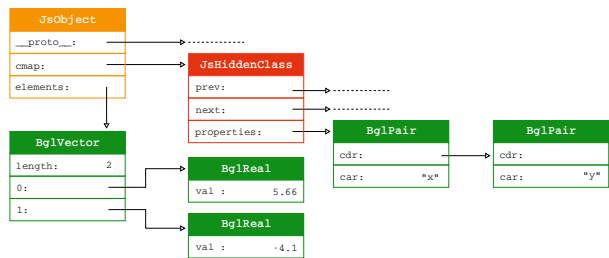 JsObject
__proto__:
cmap:
elements:
JsHiddenClass
prev:
next:
properties:
BglVector
length: 2
0:
1:
BglPair
cdr:
car: "x"
BglPair
cdr:
car: "y"
BglReal
val : 5.66
BglReal
val : -4.1